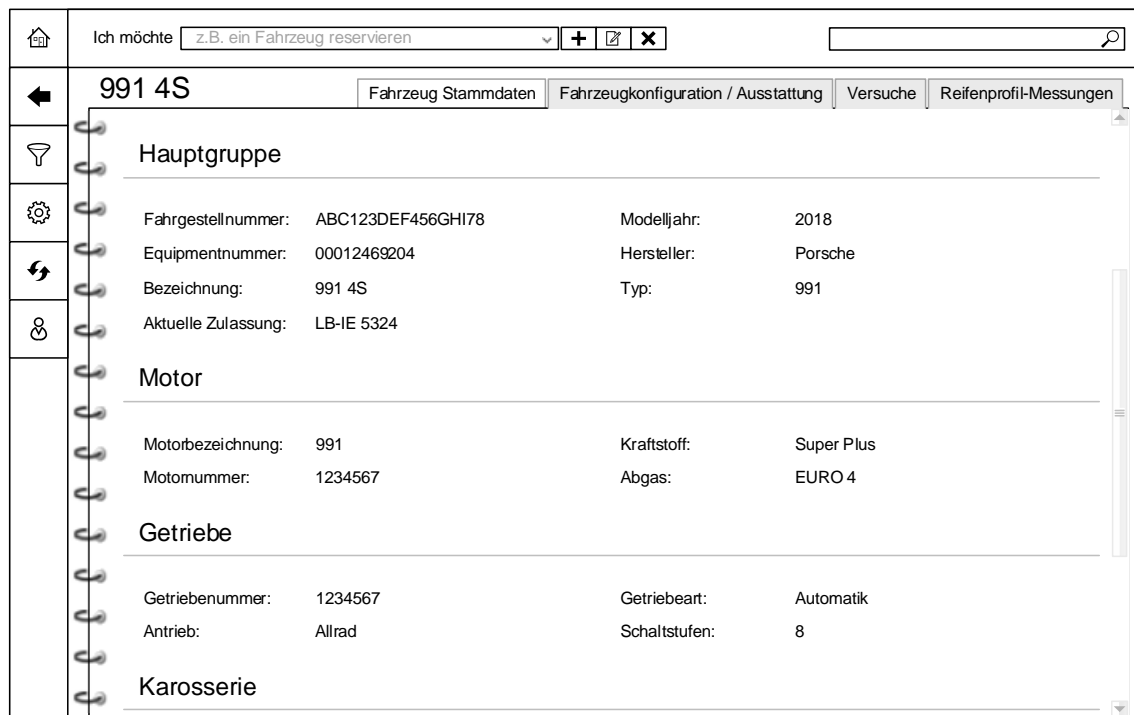 Ich möchte z.B. ein Fahrzeug reservieren
991 4S
Fahrzeug Stammdaten Fahrzeugkonfiguration / Ausstattung Versuche Reifenprofil-Messungen
Hauptgruppe
Fahrgestellnummer: ABC123DEF456GHI78 Modelljahr: 2018
Equipmentnummer: 00012469204 Hersteller: Porsche
Bezeichnung: 991 4S Typ: 991
Aktuelle Zulassung: LB-IE 5324
Motor
Motorbezeichnung: 991 Kraftstoff: Super Plus
Motornummer: 1234567 Abgas: EURO 4
Getriebe
Getriebenummer: 1234567 Getriebeart: Automatik
Antrieb: Allrad Schaltstufen: 8
Karosserie